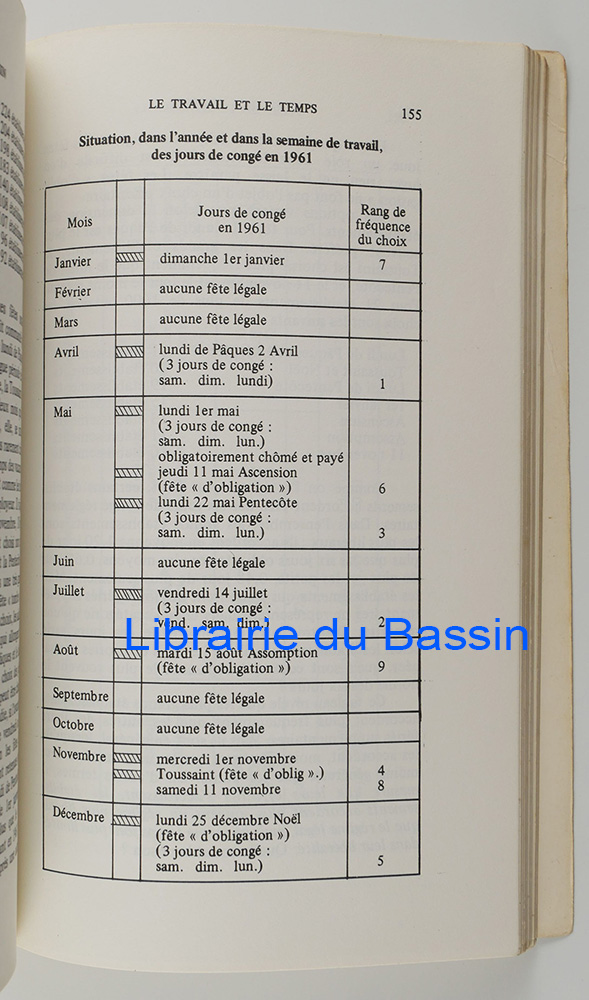 LE TRAVAIL ET LE TEMPS 155
Situation, dans l'année et dans la semaine de travail,
des jours de congé en 1961
Mois
Jours de congé
en 1961
Rang de
fréquence
du choix
Janvier dimanche 1er janvier 7
Février aucune fête légale
Mars aucune fête légale
Avril lundi de Pâques 2 Avril
(3 jours de congé :
sam. dim. lundi) 1
Mai lundi 1er mai
(3 jours de congé :
sam. dim. lun.)
obligatoirement chômé et payé
jeudi 11 mai Ascension
(fête « d'obligation ») 6
lundi 22 mai Pentecôte
(3 jours de congé :
sam. dim. lun.) 3
Juin aucune fête légale
Juillet vendredi 14 juillet
(3 jours de congé :
vend. sam. dim.) 2
Librairie du Bassin
Août mardi 15 août Assomption
(fête « d'obligation ») 9
Septembre aucune fête légale
Octobre aucune fête légale
Novembre mercredi 1er novembre
Toussaint (fête « d'oblig ».) 4
samedi 11 novembre 8
Décembre lundi 25 décembre Noël
(fête « d'obligation »)
(3 jours de congé :
sam. dim. lun.) 5